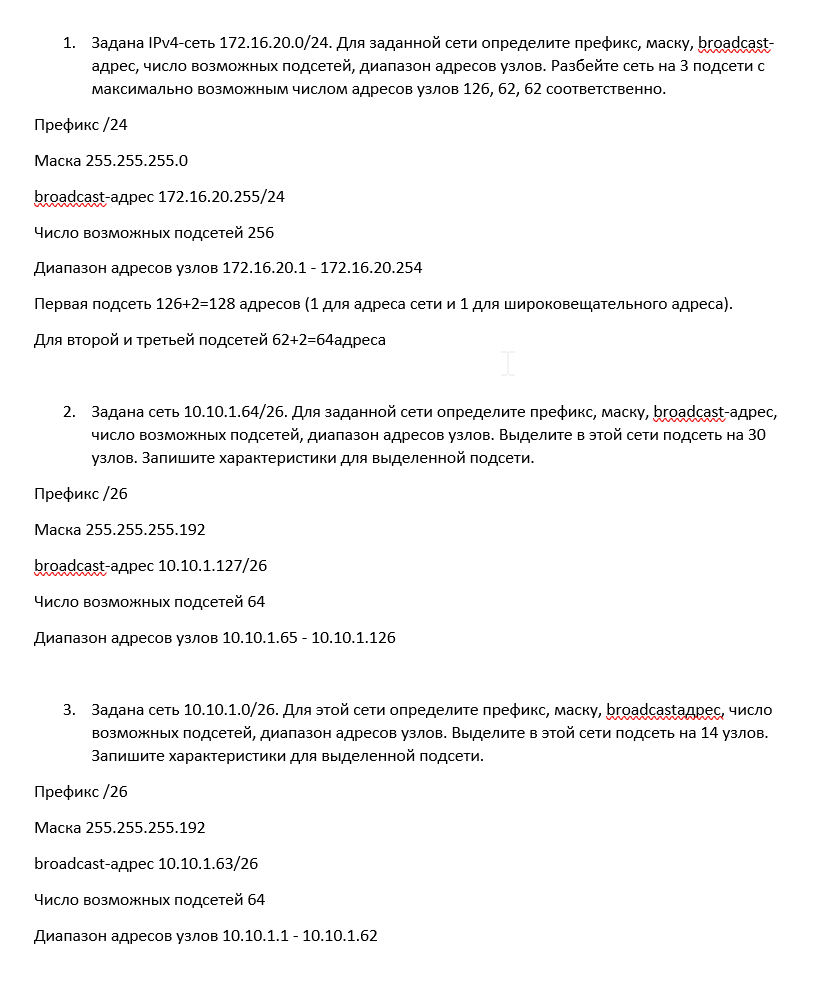 1. Задана IPv4-сеть 172.16.20.0/24. Для заданной сети определите префикс, маску, broadcast-
адрес, число возможных подсетей, диапазон адресов узлов. Разбейте сеть на 3 подсети с
максимально возможным числом адресов узлов 126, 62, 62 соответственно.
Префикс /24
Маска 255.255.255.0
broadcast-адрес 172.16.20.255/24
Число возможных подсетей 256
Диапазон адресов узлов 172.16.20.1 - 172.16.20.254
Первая подсеть 126+2=128 адресов (1 для адреса сети и 1 для широковещательного адреса).
Для второй и третьей подсетей 62+2=64адреса
2. Задана сеть 10.10.1.64/26. Для заданной сети определите префикс, маску, broadcast-адрес,
число возможных подсетей, диапазон адресов узлов. Выделите в этой сети подсеть на 30
узлов. Запишите характеристики для выделенной подсети.
Префикс /26
Маска 255.255.255.192
broadcast-адрес 10.10.1.127/26
Число возможных подсетей 64
Диапазон адресов узлов 10.10.1.65 - 10.10.1.126
3. Задана сеть 10.10.1.0/26. Для этой сети определите префикс, маску, broadcastадрес, число
возможных подсетей, диапазон адресов узлов. Выделите в этой сети подсеть на 14 узлов.
Запишите характеристики для выделенной подсети.
Префикс /26
Маска 255.255.255.192
broadcast-адрес 10.10.1.63/26
Число возможных подсетей 64
Диапазон адресов узлов 10.10.1.1 - 10.10.1.62